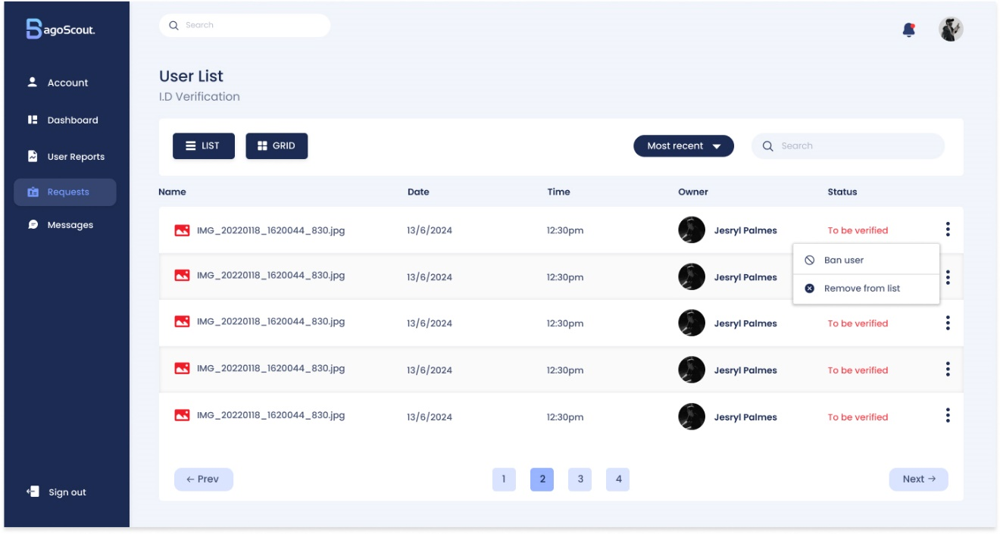 BagoScout.
Account
Dashboard
User Reports
Requests
Messages
Sign out
Search
User List
I.D Verification
LIST GRID Most recent Search
Name Date Time Owner Status
IMG_20220118_1620044_830.jpg 13/6/2024 12:30pm Jesryl Palmes To be verified
Ban user
IMG_20220118_1620044_830.jpg 13/6/2024 12:30pm Jesryl Palmes
Remove from list
IMG_20220118_1620044_830.jpg 13/6/2024 12:30pm Jesryl Palmes To be verified
IMG_20220118_1620044_830.jpg 13/6/2024 12:30pm Jesryl Palmes To be verified
IMG_20220118_1620044_830.jpg 13/6/2024 12:30pm Jesryl Palmes To be verified
← Prev 1 2 3 4 Next →